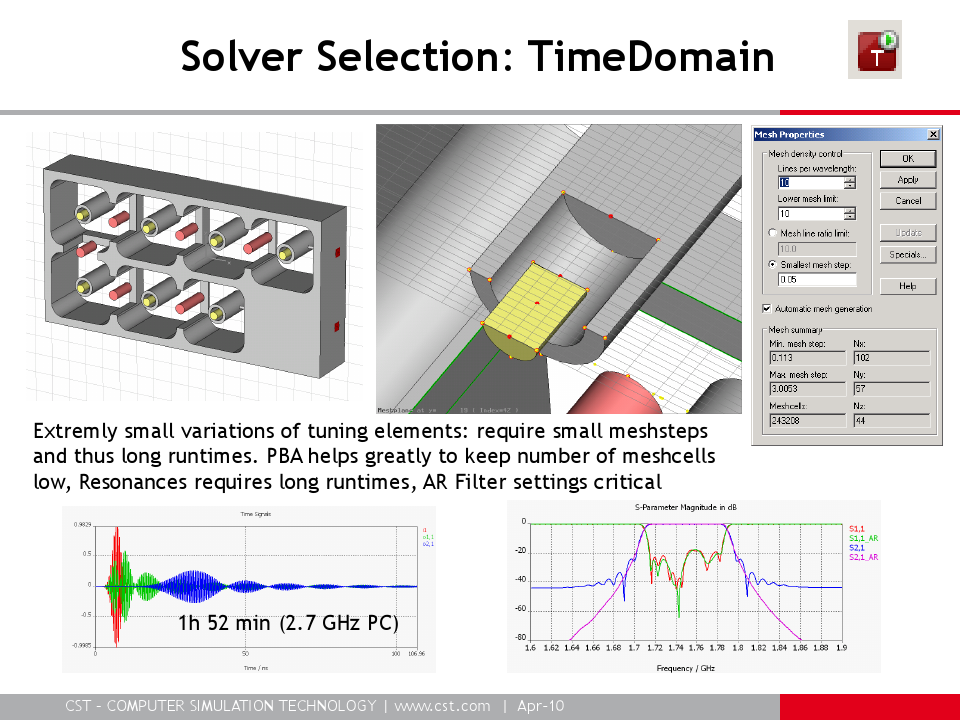 Solver Selection: TimeDomain
T
Mesh Properties
Mesh density control
Lines per wavelength:
10
Lower mesh limit:
10
Mesh line ratio limit:
10.0
Smallest mesh step:
0.05
OK
Apply
Cancel
Update
Specials...
Help
Automatic mesh generation
Mesh summary
Min. mesh step:
Nx:
0.113
102
Max. mesh step:
Ny:
3.0053
57
Meshcells:
Nz:
243208
44
Extremly small variations of tuning elements: require small meshsteps
and thus long runtimes. PBA helps greatly to keep number of meshcells
low, Resonances requires long runtimes, AR Filter settings critical
Time Signals
0.9829
0.5
0
-0.5
-0.9985
0 50 100 106.96
Time / ns
i1
o1,1
o2,1
1h 52 min (2.7 GHz PC)
S-Parameter Magnitude in dB
0
-20
-40
-60
-80
1.6 1.62 1.64 1.66 1.68 1.7 1.72 1.74 1.76 1.78 1.8 1.82 1.84 1.86 1.88 1.9
Frequency / GHz
S1,1
S1,1_AR
S2,1
S2,1_AR
CST – COMPUTER SIMULATION TECHNOLOGY | www.cst.com | Apr-10